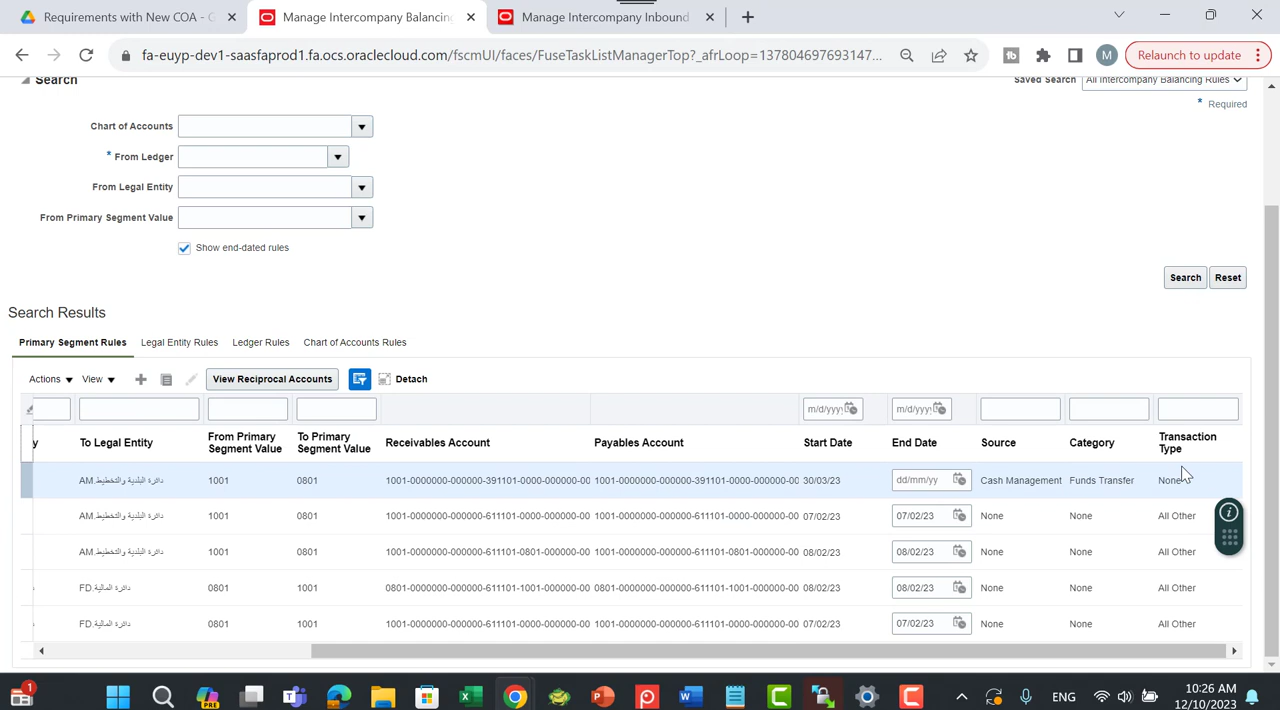 Requirements with New COA - G
Manage Intercompany Balancing
Manage Intercompany Inbound
fa-euyp-dev1-saasfaprod1.fa.ocs.oraclecloud.com/fscmUI/faces/FuseTaskListManagerTop?_afrLoop=137804697693147...
M
Relaunch to update
Search
Saved Search All Intercompany Balancing Rules
* Required
Chart of Accounts
* From Ledger
From Legal Entity
From Primary Segment Value
Show end-dated rules
Search Reset
Search Results
Primary Segment Rules Legal Entity Rules Ledger Rules Chart of Accounts Rules
Actions View View Reciprocal Accounts Detach
m/d/yyyy m/d/yyyy
y To Legal Entity From Primary Segment Value To Primary Segment Value Receivables Account Payables Account Start Date End Date Source Category Transaction Type
AM.دائرة البلدية والتخطيط 1001 0801 1001-0000000-000000-391101-0000-000000-00 1001-0000000-000000-391101-0000-000000-00 30/03/23 dd/mm/yy Cash Management Funds Transfer None
AM.دائرة البلدية والتخطيط 1001 0801 1001-0000000-000000-611101-0000-000000-00 1001-0000000-000000-611101-0000-000000-00 07/02/23 07/02/23 None None All Other
AM.دائرة البلدية والتخطيط 1001 0801 1001-0000000-000000-611101-0801-000000-00 1001-0000000-000000-611101-0801-000000-00 08/02/23 08/02/23 None None All Other
FD.دائرة المالية 0801 1001 0801-0000000-000000-611101-1001-000000-00 0801-0000000-000000-611101-1001-000000-00 08/02/23 08/02/23 None None All Other
FD.دائرة المالية 0801 1001 1001-0000000-000000-611101-0000-000000-00 1001-0000000-000000-611101-0000-000000-00 07/02/23 07/02/23 None None All Other
1
PRE
ENG
10:26 AM
12/10/2023